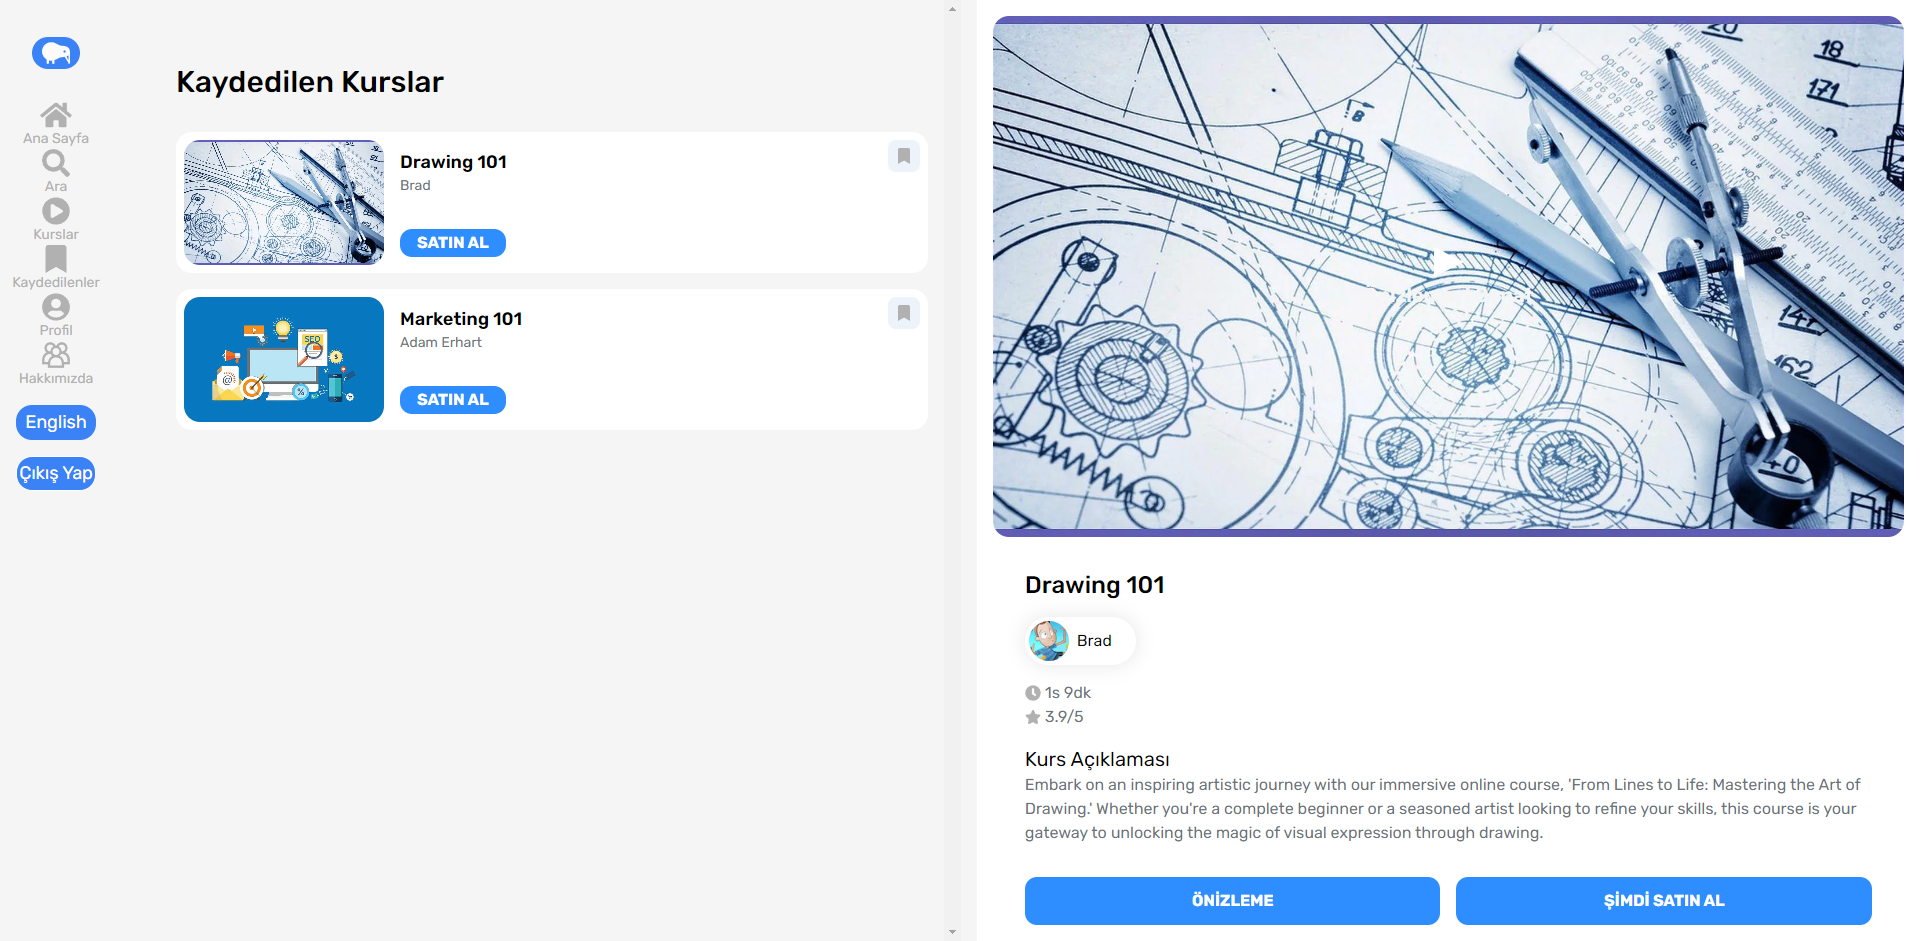 Ana Sayfa
Ara
Kurslar
Kaydedilenler
Profil
Hakkımızda
English
Çıkış Yap
Kaydedilen Kurslar
Drawing 101
Brad
SATIN AL
Marketing 101
Adam Erhart
SATIN AL
18
171
147
162
Drawing 101
Brad
1s 9dk
3.9/5
Kurs Açıklaması
Embark on an inspiring artistic journey with our immersive online course, 'From Lines to Life: Mastering the Art of
Drawing.' Whether you're a complete beginner or a seasoned artist looking to refine your skills, this course is your
gateway to unlocking the magic of visual expression through drawing.
ÖNİZLEME
ŞİMDİ SATIN AL